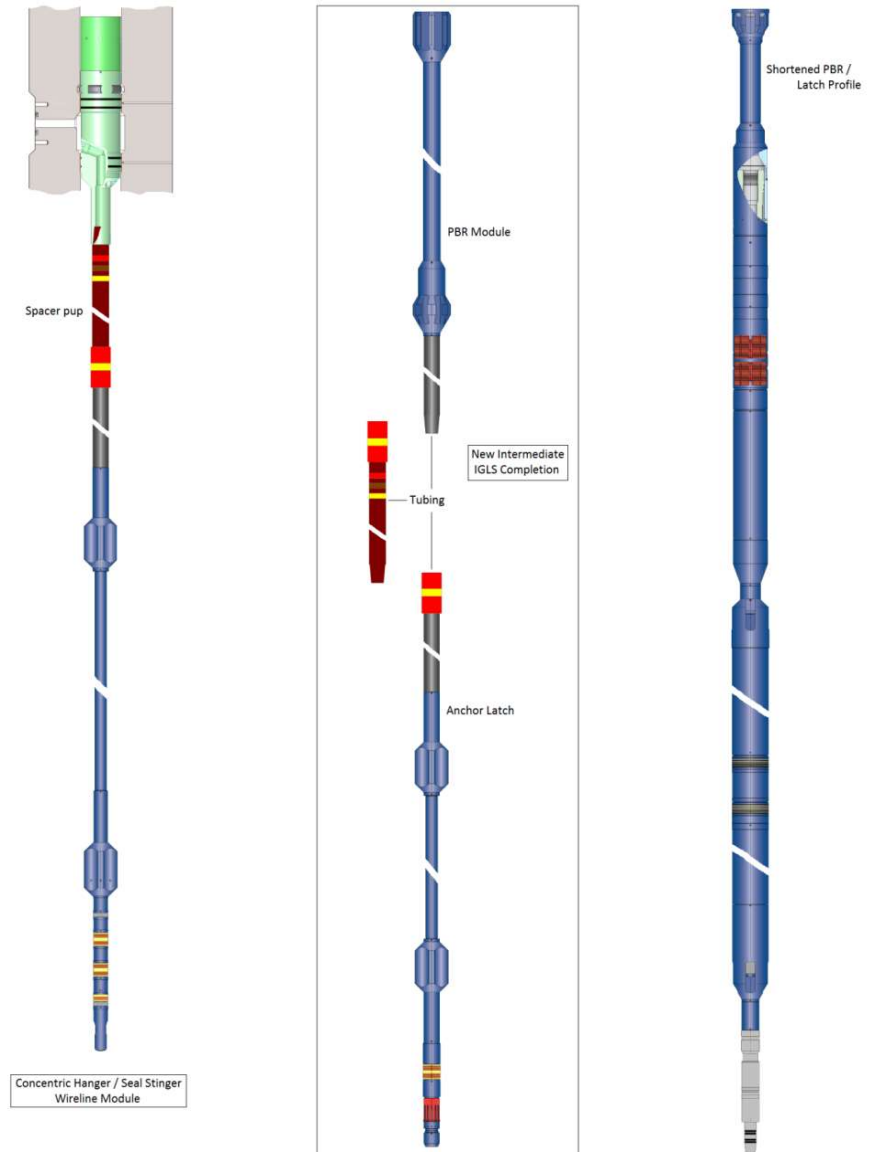 Spacer pup
Concentric Hanger / Seal Stinger
Wireline Module
PBR Module
New Intermediate
IGLS Completion
Tubing
Anchor Latch
Shortened PBR /
Latch Profile